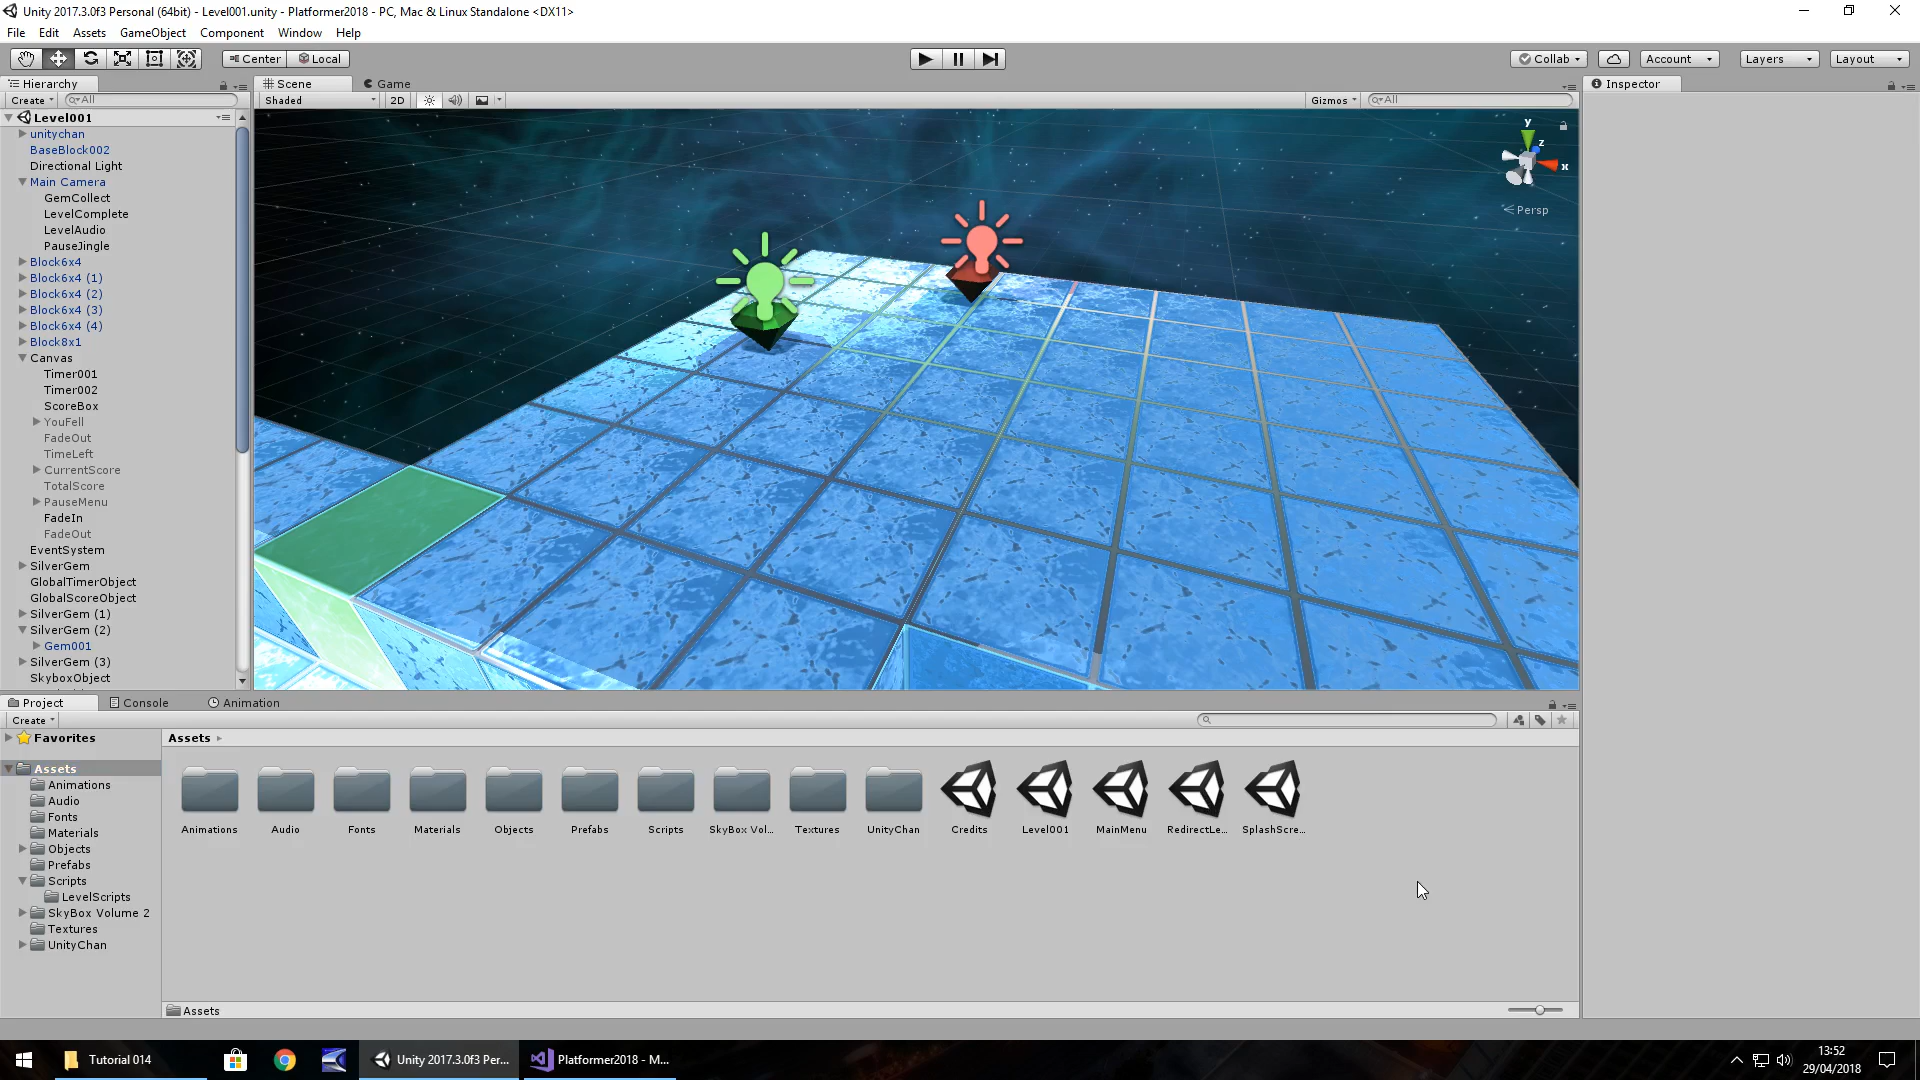 Unity 2017.3.0f3 Personal (64bit) - Level001.unity - Platformer2018 - PC, Mac & Linux Standalone <DX11>
File Edit Assets GameObject Component Window Help
Center Local Collab Account Layers Layout
Hierarchy
Create All
Level001
unitychan
BaseBlock002
Directional Light
Main Camera
GemCollect
LevelComplete
LevelAudio
PauseJingle
Block6x4
Block6x4 (1)
Block6x4 (2)
Block6x4 (3)
Block6x4 (4)
Block8x1
Canvas
Timer001
Timer002
ScoreBox
YouFell
FadeOut
TimeLeft
CurrentScore
TotalScore
PauseMenu
FadeIn
FadeOut
EventSystem
SilverGem
GlobalTimerObject
GlobalScoreObject
SilverGem (1)
SilverGem (2)
Gem001
SilverGem (3)
SkyboxObject
Scene Game
Shaded 2D Gizmos All
y
z
x
Persp
Inspector
Project Console Animation
Create
Favorites
Assets
Animations
Audio
Fonts
Materials
Objects
Prefabs
Scripts
LevelScripts
SkyBox Volume 2
Textures
UnityChan
Assets
Animations Audio Fonts Materials Objects Prefabs Scripts SkyBox Vol... Textures UnityChan Credits Level001 MainMenu RedirectLe... SplashScre...
Assets
Tutorial 014 Unity 2017.3.0f3 Per... Platformer2018 - M...
13:52
29/04/2018